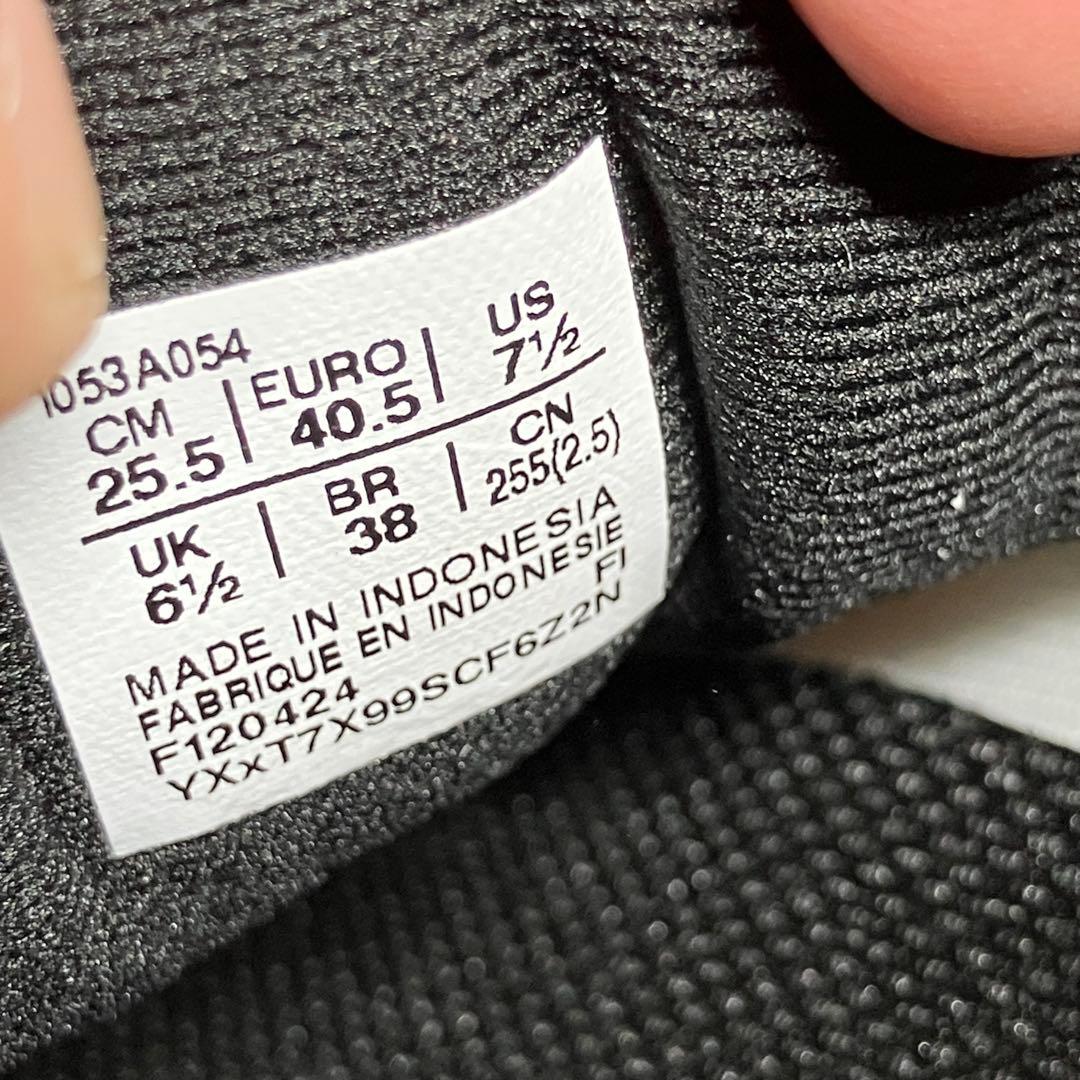 1053A054
CM | EURO | US
25.5 | 40.5 | 7½
UK | BR | CN
6½ | 38 | 255(2.5)
MADE IN INDONESIA
FABRIQUE EN INDONESIE
F120424 FI
YXxT7X99SCF6Z2N